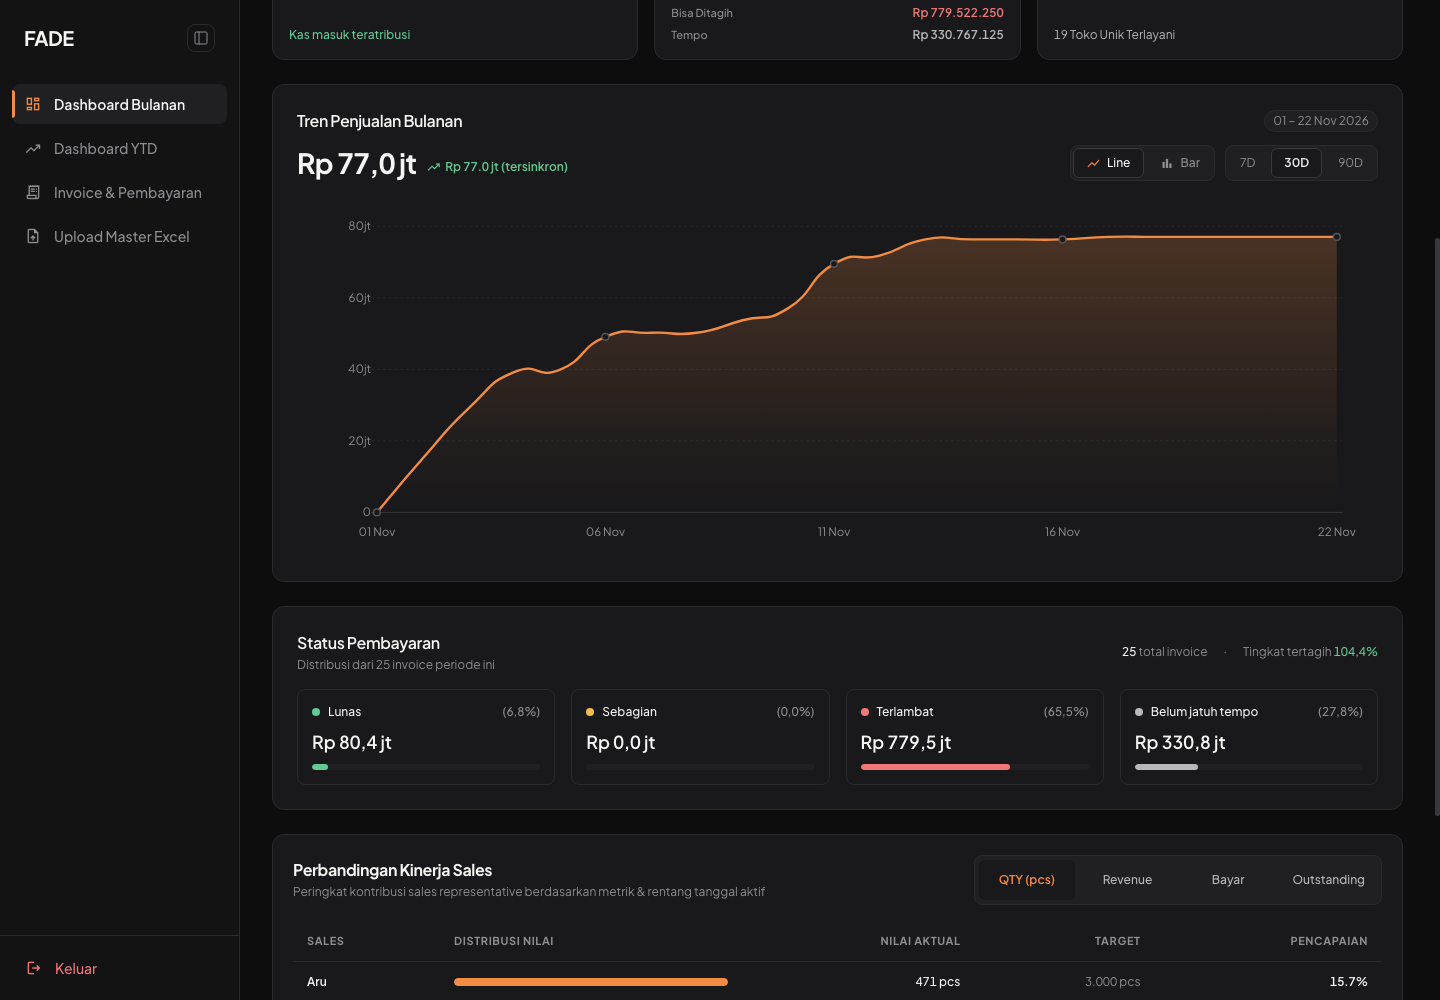 FADE
Dashboard Bulanan
Dashboard YTD
Invoice & Pembayaran
Upload Master Excel
Keluar
Kas masuk teratribusi
Bisa Ditagih Rp 779.522.250
Tempo Rp 330.767.125
19 Toko Unik Terlayani
Tren Penjualan Bulanan
01 – 22 Nov 2026
Rp 77,0 jt Rp 77.0 jt (tersinkron)
Line Bar 7D 30D 90D
80jt
60jt
40jt
20jt
0
01 Nov 06 Nov 11 Nov 16 Nov 22 Nov
Status Pembayaran
Distribusi dari 25 invoice periode ini
25 total invoice · Tingkat tertagih 104,4%
Lunas (6,8%)
Rp 80,4 jt
Sebagian (0,0%)
Rp 0,0 jt
Terlambat (65,5%)
Rp 779,5 jt
Belum jatuh tempo (27,8%)
Rp 330,8 jt
Perbandingan Kinerja Sales
Peringkat kontribusi sales representative berdasarkan metrik & rentang tanggal aktif
QTY (pcs) Revenue Bayar Outstanding
SALES DISTRIBUSI NILAI NILAI AKTUAL TARGET PENCAPAIAN
Aru 471 pcs 3.000 pcs 15.7%